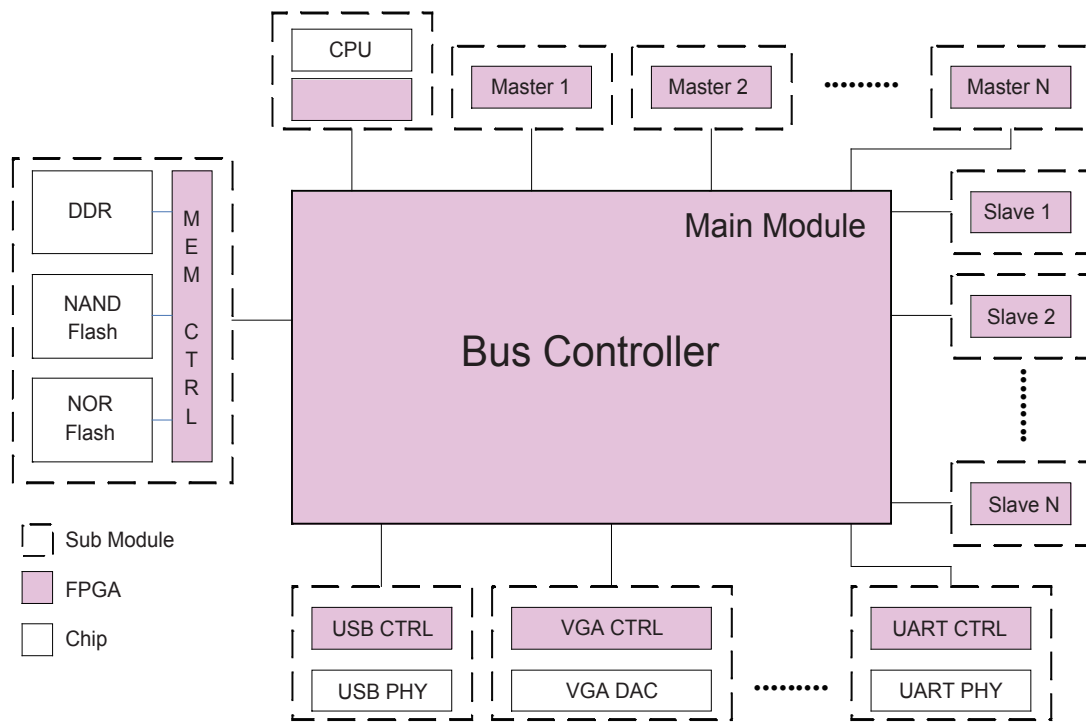 CPU
Master 1
Master 2
Master N
DDR
NAND
Flash
NOR
Flash
M
E
M
C
T
R
L
Main Module
Bus Controller
Slave 1
Slave 2
Slave N
Sub Module
FPGA
Chip
USB CTRL
USB PHY
VGA CTRL
VGA DAC
UART CTRL
UART PHY